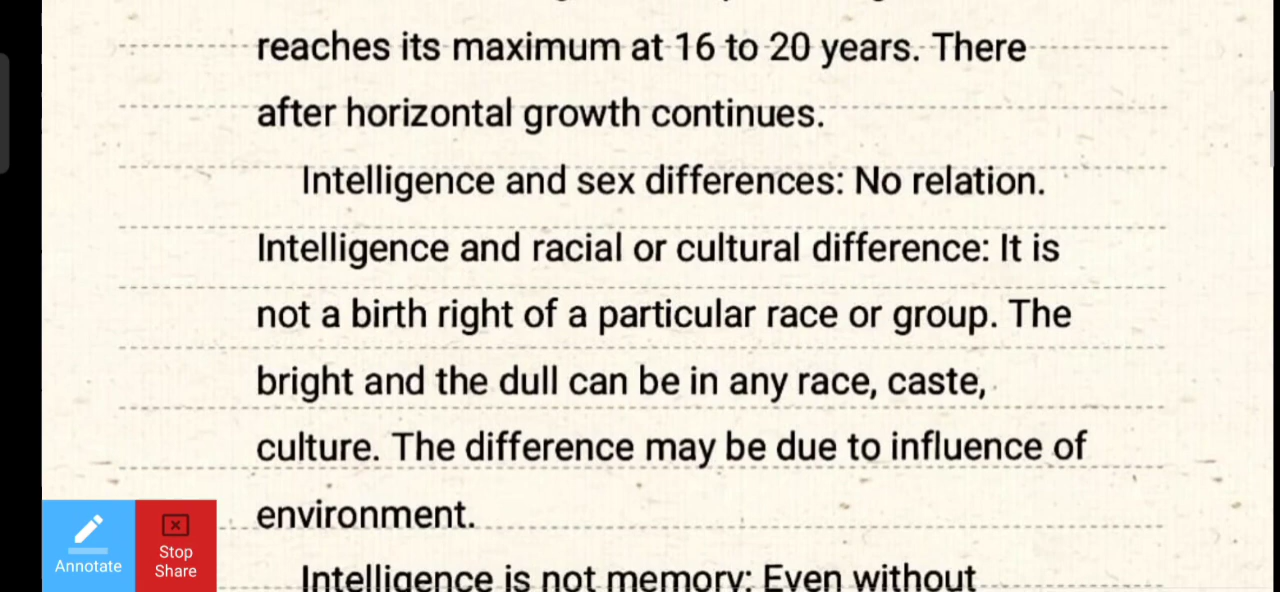 reaches its maximum at 16 to 20 years. There
after horizontal growth continues.
Intelligence and sex differences: No relation.
Intelligence and racial or cultural difference: It is
not a birth right of a particular race or group. The
bright and the dull can be in any race, caste,
culture. The difference may be due to influence of
environment.
Intelligence is not memory: Even without
Annotate
Stop
Share